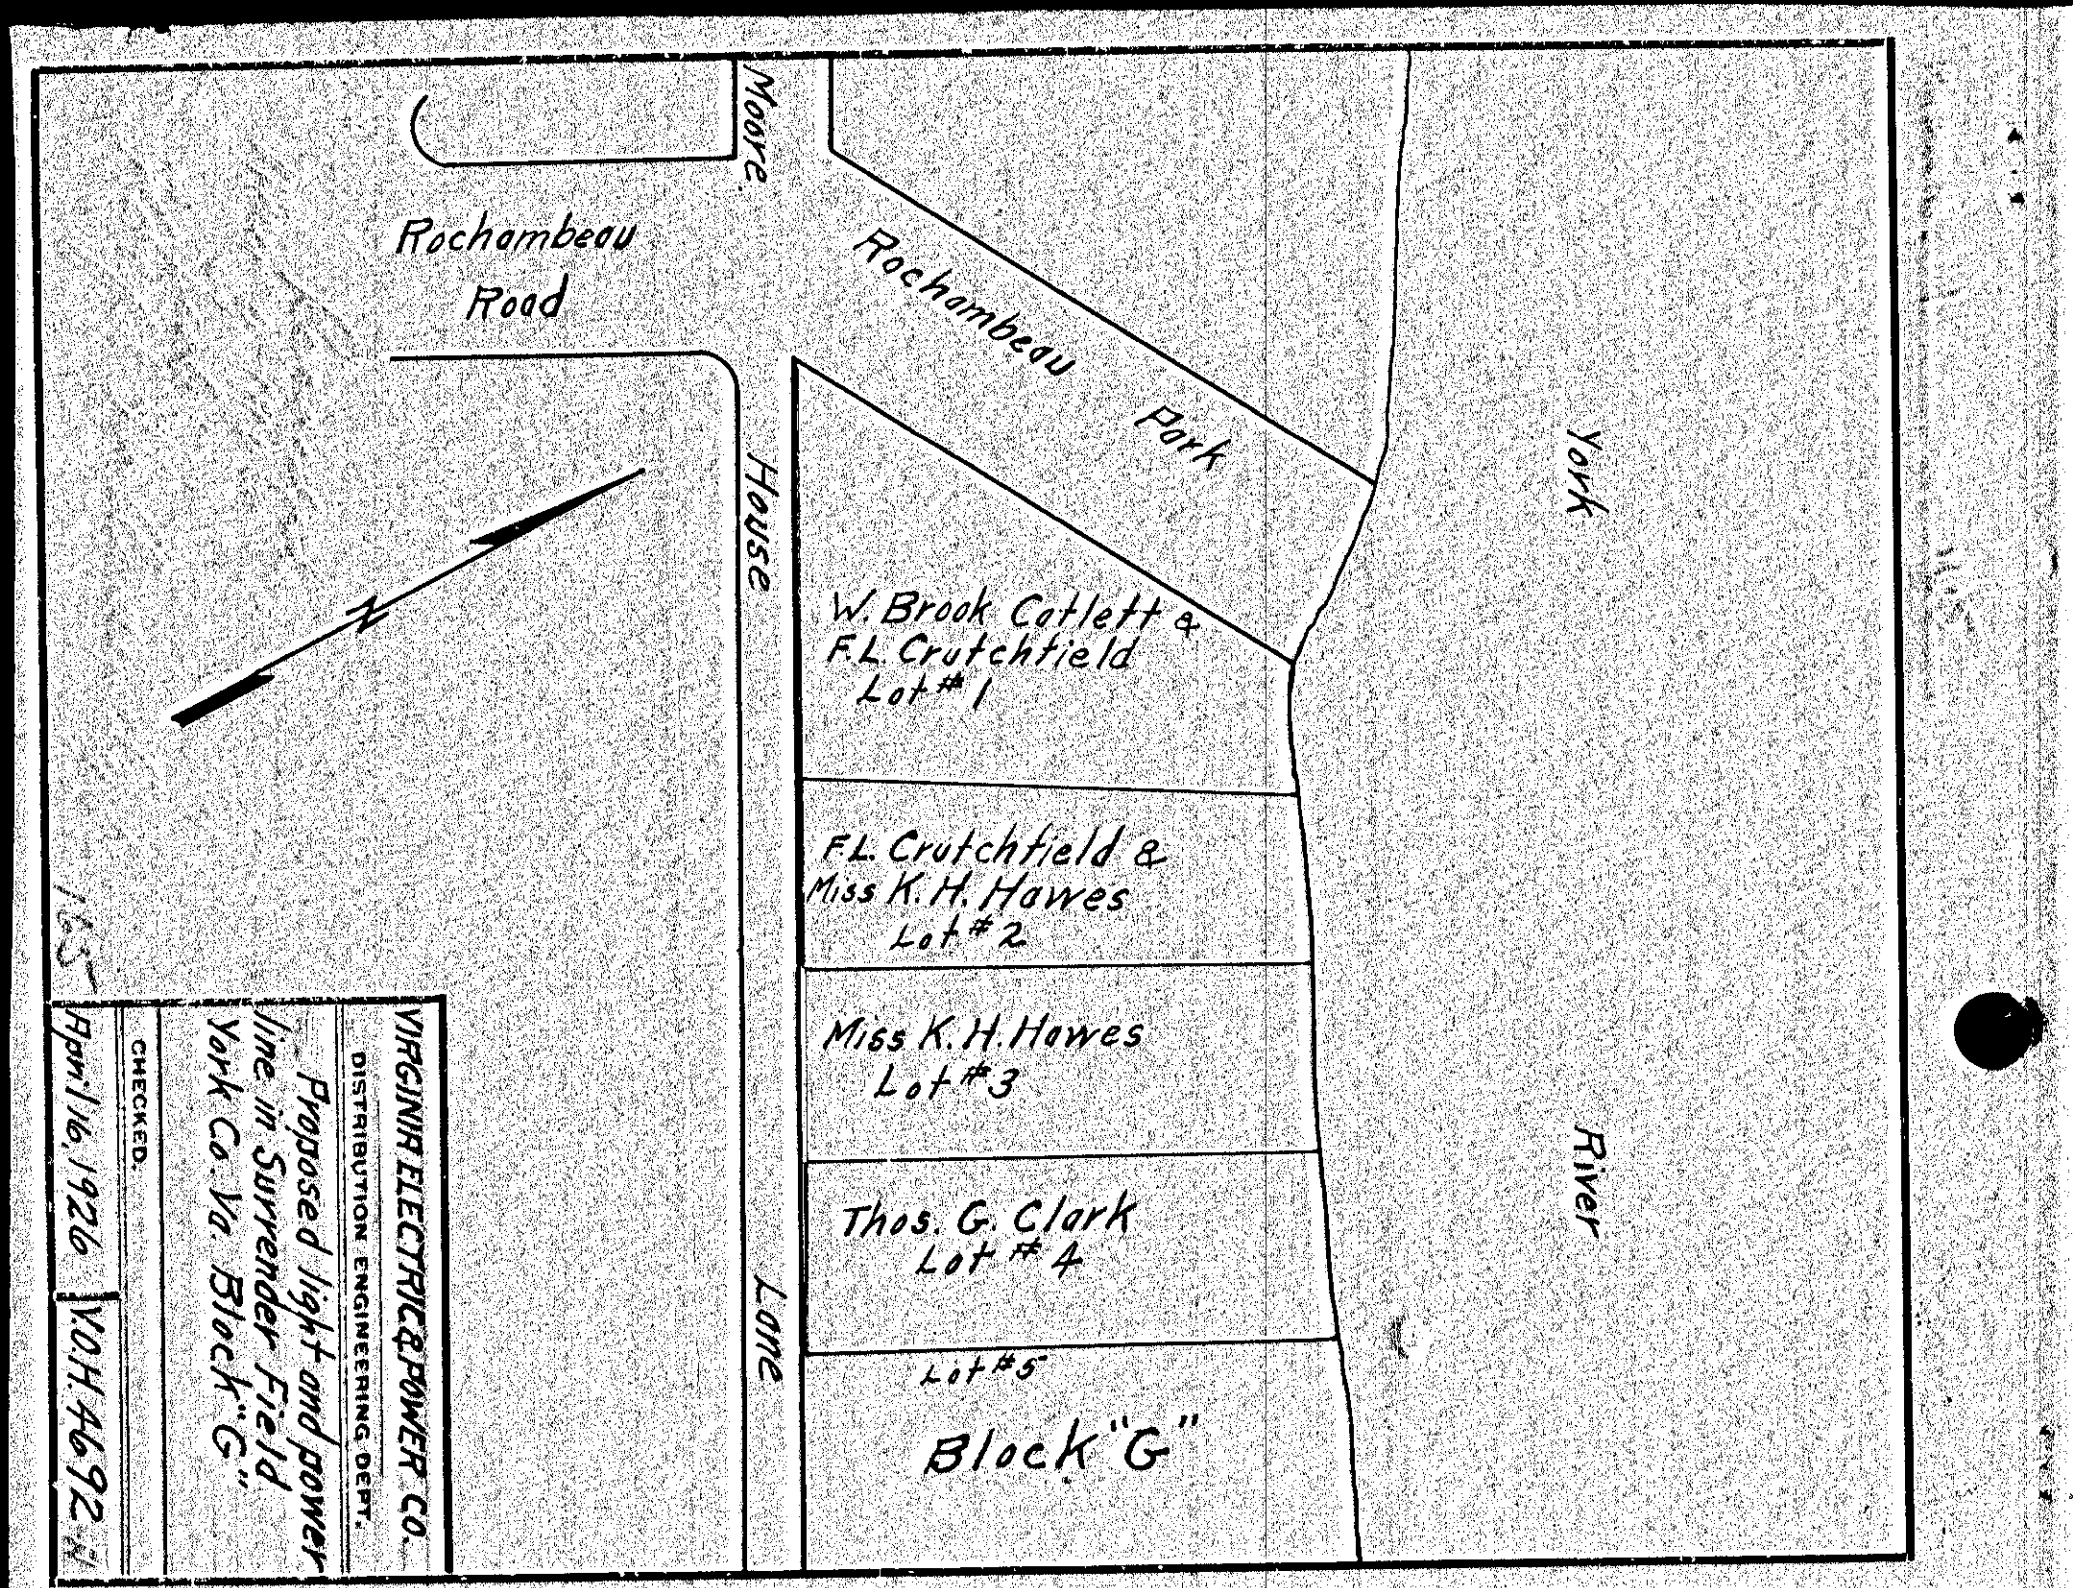 Moore
House
Lane
Rochambeau
Road
Rochambeau
Park
York
River
W. Brook Catlett &
F.L. Crutchfield
Lot #1
F.L. Crutchfield &
Miss K. H. Hawes
Lot #2
Miss K. H. Hawes
Lot #3
Thos. G. Clark
Lot #4
Lot #5
Block "G"
N
165
VIRGINIA ELECTRIC & POWER CO.
DISTRIBUTION ENGINEERING DEPT.
Proposed light and power
line in Surrender Field
York Co. Va. Block "G"
CHECKED.
April 16, 1926
V.O.H. 4692